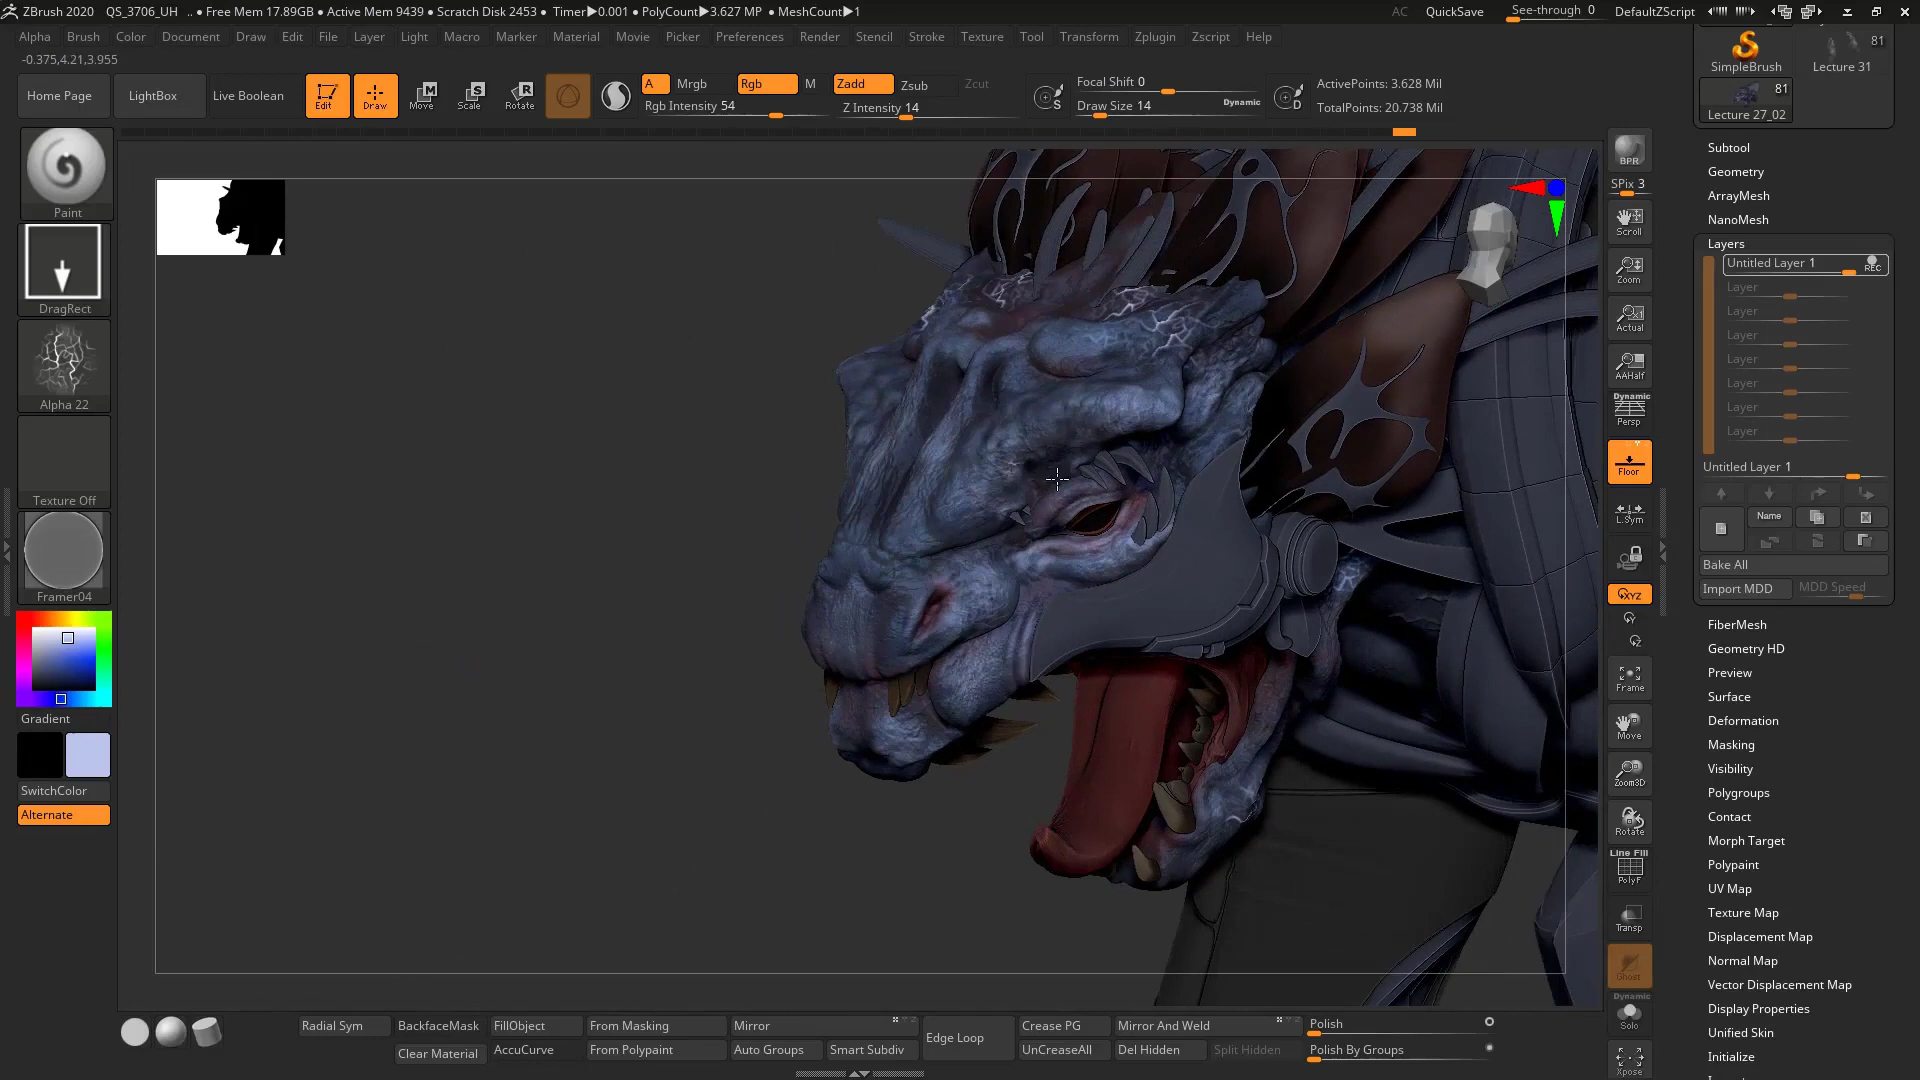 ZBrush 2020 QS_3706_UH .. • Free Mem 17.89GB • Active Mem 9439 • Scratch Disk 2453 • Timer▶0.001 • PolyCount▶3.627 MP • MeshCount▶1
AC QuickSave See-through 0 DefaultZScript
Alpha Brush Color Document Draw Edit File Layer Light Macro Marker Material Movie Picker Preferences Render Stencil Stroke Texture Tool Transform Zplugin Zscript Help
-0.375,4.21,3.955
Home Page LightBox Live Boolean Edit Draw Move Scale Rotate
A Mrgb Rgb M Zadd Zsub Zcut
Rgb Intensity 54 Z Intensity 14
Focal Shift 0
Draw Size 14 Dynamic
S
D
ActivePoints: 3.628 Mil
TotalPoints: 20.738 Mil
Paint
DragRect
Alpha 22
Texture Off
Framer04
Gradient
SwitchColor
Alternate
BPR
SPix 3
Scroll
Zoom
Actual
AAHalf
Dynamic
Persp
Floor
L.Sym
XYZ
Frame
Move
Zoom3D
Rotate
Line Fill
PolyF
Transp
Ghost
Dynamic
Solo
Xpose
SimpleBrush
81
Lecture 31
81
Lecture 27_02
Subtool
Geometry
ArrayMesh
NanoMesh
Layers
Untitled Layer 1 REC
Layer
Layer
Layer
Layer
Layer
Layer
Layer
Untitled Layer 1
Name
Bake All
Import MDD MDD Speed
FiberMesh
Geometry HD
Preview
Surface
Deformation
Masking
Visibility
Polygroups
Contact
Morph Target
Polypaint
UV Map
Texture Map
Displacement Map
Normal Map
Vector Displacement Map
Display Properties
Unified Skin
Initialize
Radial Sym BackfaceMask FillObject From Masking Mirror Edge Loop Crease PG Mirror And Weld Polish
Clear Material AccuCurve From Polypaint Auto Groups Smart Subdiv UnCreaseAll Del Hidden Split Hidden Polish By Groups